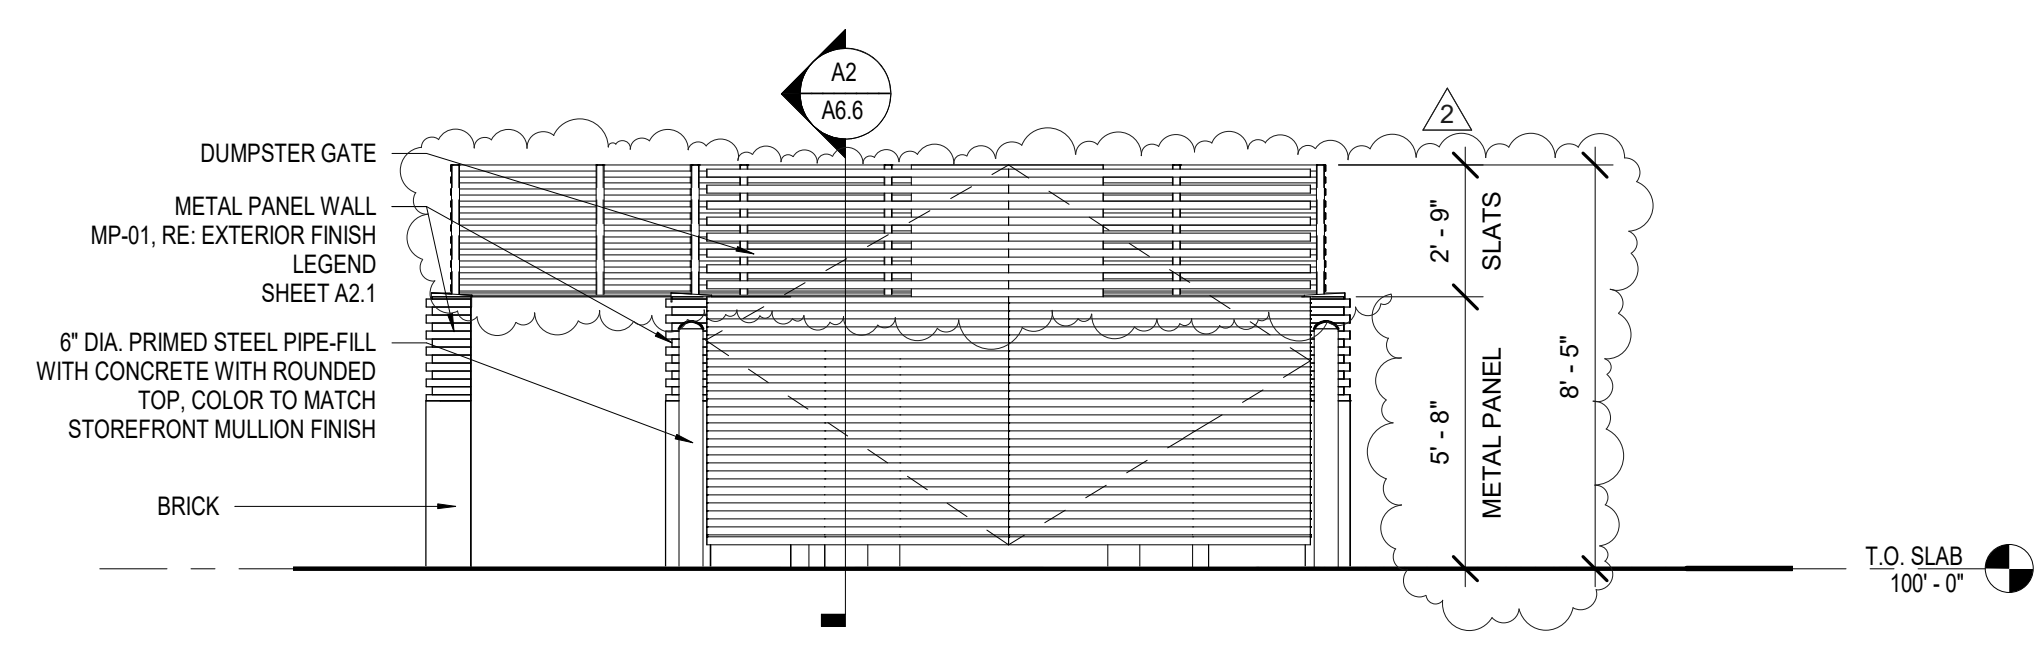 A2
A6.6
2
DUMPSTER GATE
METAL PANEL WALL
MP-01, RE: EXTERIOR FINISH
LEGEND
SHEET A2.1
6" DIA. PRIMED STEEL PIPE-FILL
WITH CONCRETE WITH ROUNDED
TOP, COLOR TO MATCH
STOREFRONT MULLION FINISH
BRICK
2' - 9"
SLATS
5' - 8"
METAL PANEL
8' - 5"
T.O. SLAB
100' - 0"